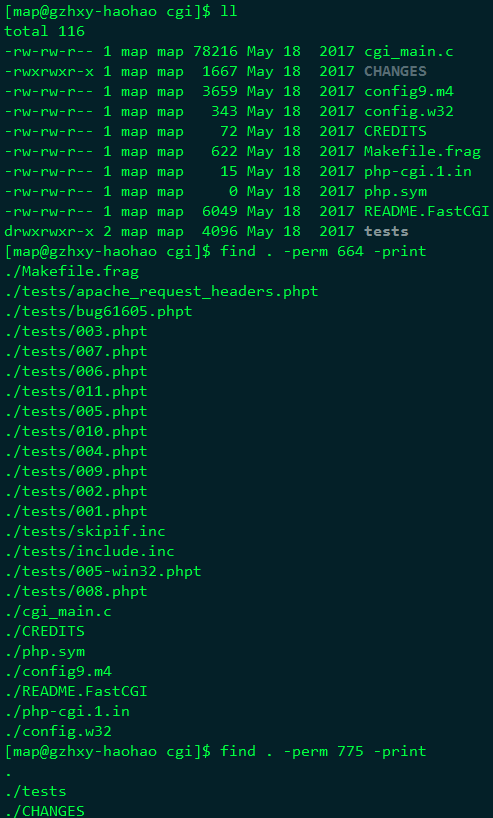 [map@gzhxy-haohao cgi]$ ll
total 116
-rw-rw-r-- 1 map map 78216 May 18  2017 cgi_main.c
-rwxrwxr-x 1 map map  1667 May 18  2017 CHANGES
-rw-rw-r-- 1 map map  3659 May 18  2017 config9.m4
-rw-rw-r-- 1 map map   343 May 18  2017 config.w32
-rw-rw-r-- 1 map map    72 May 18  2017 CREDITS
-rw-rw-r-- 1 map map   622 May 18  2017 Makefile.frag
-rw-rw-r-- 1 map map    15 May 18  2017 php-cgi.1.in
-rw-rw-r-- 1 map map     0 May 18  2017 php.sym
-rw-rw-r-- 1 map map  6049 May 18  2017 README.FastCGI
drwxrwxr-x 2 map map  4096 May 18  2017 tests
[map@gzhxy-haohao cgi]$ find . -perm 664 -print
./Makefile.frag
./tests/apache_request_headers.phpt
./tests/bug61605.phpt
./tests/003.phpt
./tests/007.phpt
./tests/006.phpt
./tests/011.phpt
./tests/005.phpt
./tests/010.phpt
./tests/004.phpt
./tests/009.phpt
./tests/002.phpt
./tests/001.phpt
./tests/skipif.inc
./tests/include.inc
./tests/005-win32.phpt
./tests/008.phpt
./cgi_main.c
./CREDITS
./php.sym
./config9.m4
./README.FastCGI
./php-cgi.1.in
./config.w32
[map@gzhxy-haohao cgi]$ find . -perm 775 -print
.
./tests
./CHANGES